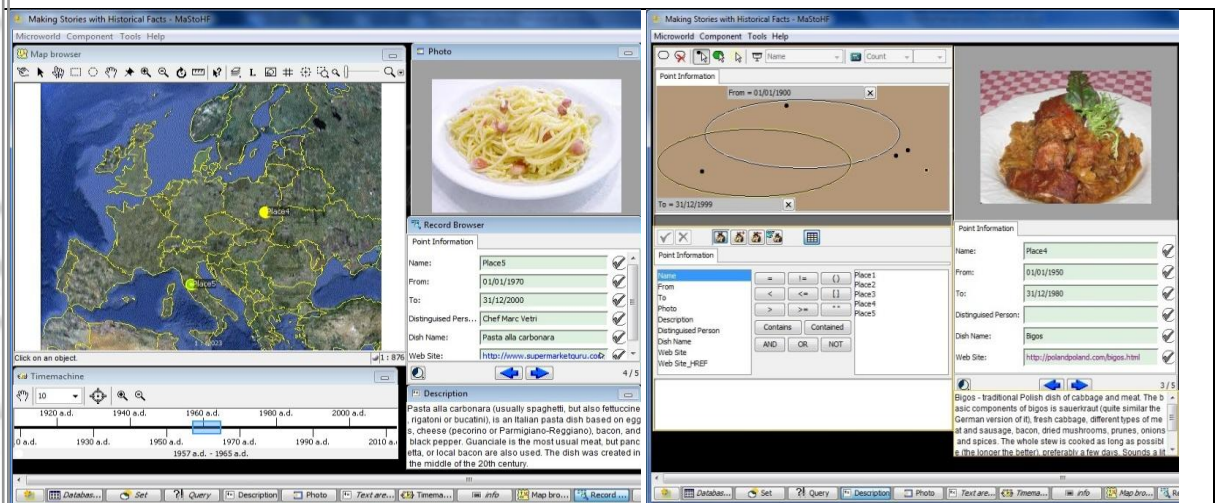 Making Stories with Historical Facts - MaStoHF
Microworld Component Tools Help
Map browser
Place4
Place5
Click on an object.
1 : 876
Timemachine
10
1920 a.d. 1940 a.d. 1960 a.d. 1980 a.d. 2000 a.d.
.0 a.d. 1930 a.d. 1950 a.d. 1970 a.d. 1990 a.d. 2010 a.
1957 a.d. - 1965 a.d.
Photo
Record Browser
Point Information
Name: Place5
From: 01/01/1970
To: 31/12/2000
Distinguised Pers... Chef Marc Vetri
Dish Name: Pasta alla carbonara
Web Site: http://www.supermarketguru.com
4 / 5
Description
Pasta alla carbonara (usually spaghetti, but also fettuccine
, rigatoni or bucatini), is an Italian pasta dish based on egg
s, cheese (pecorino or Parmigiano-Reggiano), bacon, and
black pepper. Guanciale is the most usual meat, but panc
etta, or local bacon are also used. The dish was created in
the middle of the 20th century.
Databas... Set Query Description Photo Text are... Timema... info Map bro... Record ...
Making Stories with Historical Facts - MaStoHF
Microworld Component Tools Help
Name Count
Point Information
From = 01/01/1900
To = 31/12/1999
Point Information
Name
From
To
Photo
Description
Distinguised Person
Dish Name
Web Site
Web Site_HREF
= != ()
< <= []
> >= " "
Contains Contained
AND OR NOT
Place1
Place2
Place3
Place4
Place5
Point Information
Name: Place4
From: 01/01/1950
To: 31/12/1980
Distinguised Person:
Dish Name: Bigos
Web Site: http://polandpoland.com/bigos.html
3 / 5
Bigos - traditional Polish dish of cabbage and meat. The b
asic components of bigos is sauerkraut (quite similar the
German version of it), fresh cabbage, different types of me
at and sausage, bacon, dried mushrooms, prunes, onions
and spices. The whole stew is cooked as long as possibl
e (the longer the better), preferably a few days. Sounds a lit
Databas... Set Query Description Photo Text are... Timema... info Map bro... R